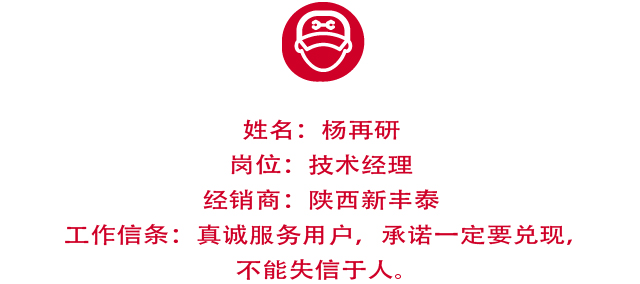 姓名：杨再研
岗位：技术经理
经销商：陕西新丰泰
工作信条：真诚服务用户，承诺一定要兑现，
不能失信于人。